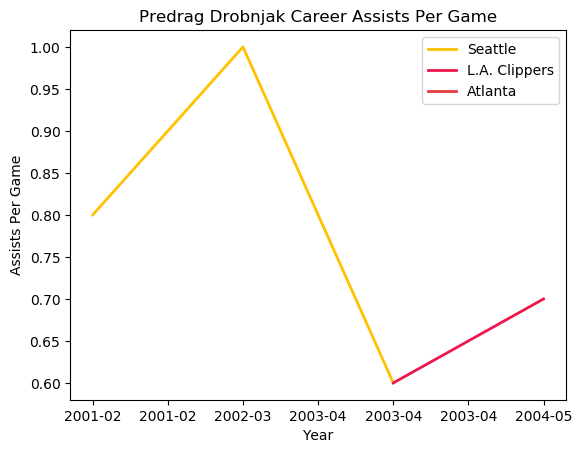 Predrag Drobnjak Career Assists Per Game
1.00
0.95
0.90
0.85
0.80
0.75
0.70
0.65
0.60
Assists Per Game
Seattle
L.A. Clippers
Atlanta
2001-02 2001-02 2002-03 2003-04 2003-04 2003-04 2004-05
Year